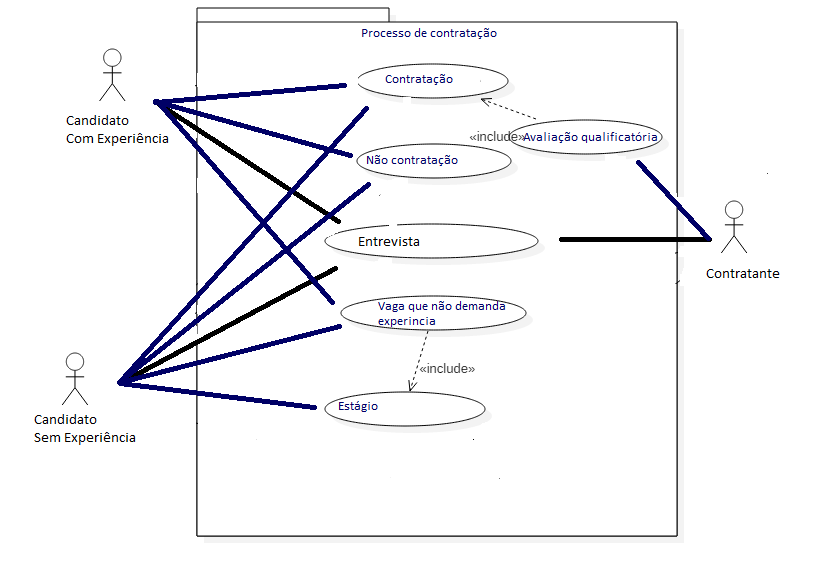 Processo de contratação
Contratação
«include»
Avaliação qualificatória
Candidato
Com Experiência
Não contratação
Entrevista
Contratante
Vaga que não demanda
experincia
«include»
Estágio
Candidato
Sem Experiência